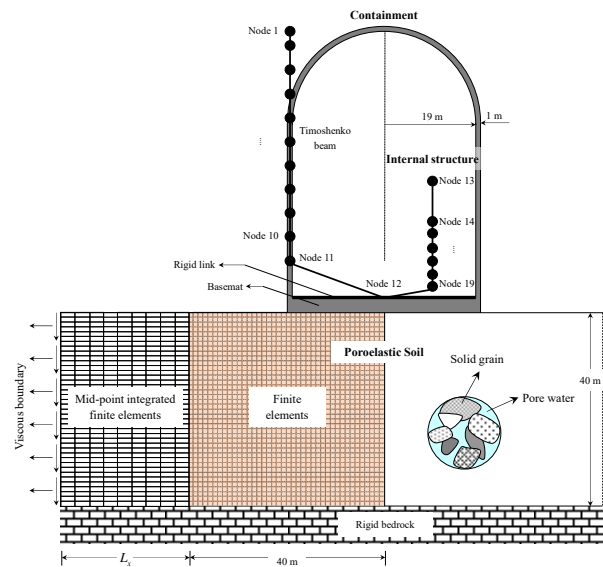 Containment
Node 1
Timoshenko
beam
19 m
1 m
Internal structure
Node 13
Node 14
Node 10
Node 11
Rigid link
Node 12
Node 19
Basemat
Poroelastic Soil
Solid grain
Pore water
40 m
Viscous boundary
Mid-point integrated
finite elements
Finite
elements
Rigid bedrock
Lx
40 m